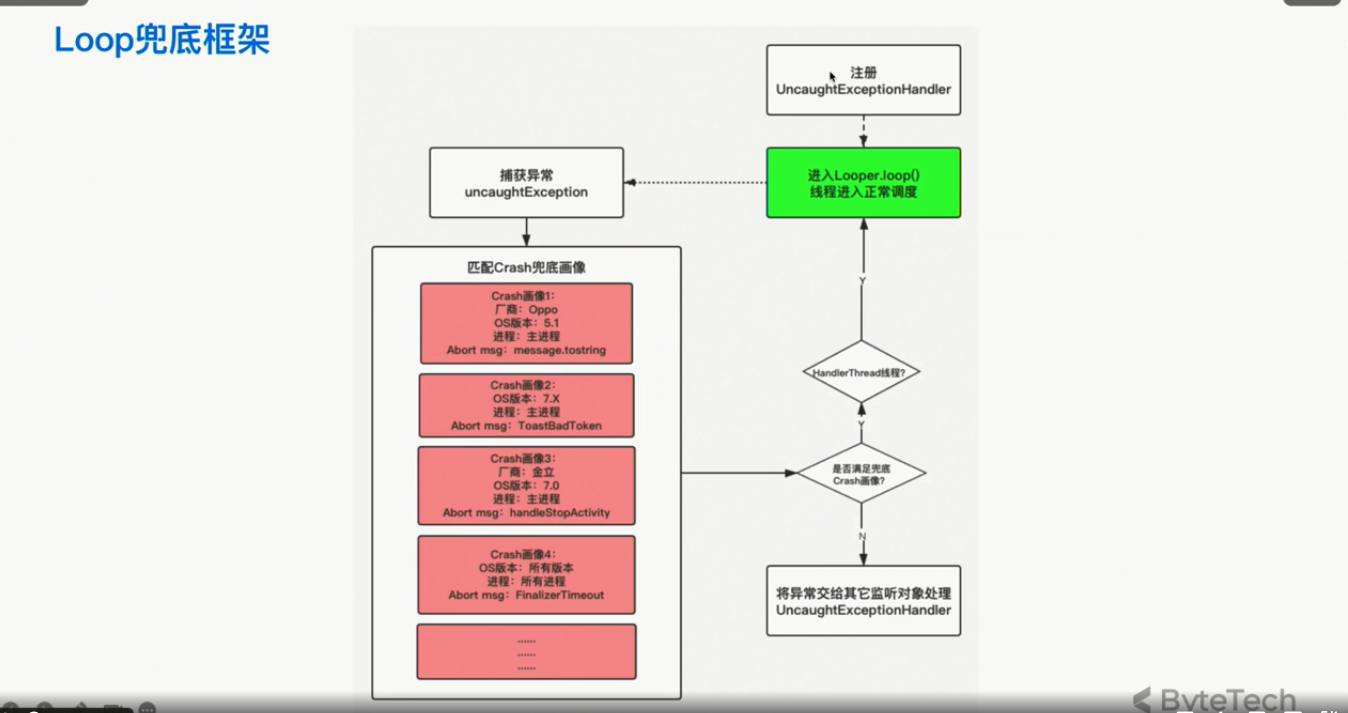 Loop兜底框架
注册
UncaughtExceptionHandler
进入Looper.loop()
线程进入正常调度
捕获异常
uncaughtException
匹配Crash兜底画像
Crash画像1:
厂商：Oppo
OS版本：5.1
进程：主进程
Abort msg：message.tostring
Crash画像2:
OS版本：7.X
进程：主进程
Abort msg：ToastBadToken
Crash画像3:
厂商：金立
OS版本：7.0
进程：主进程
Abort msg：handleStopActivity
Crash画像4:
OS版本：所有版本
进程：所有进程
Abort msg：FinalizerTimeout
......
......
......
Y
HandlerThread线程?
Y
是否满足兜底
Crash画像?
N
将异常交给其它监听对象处理
UncaughtExceptionHandler
ByteTech